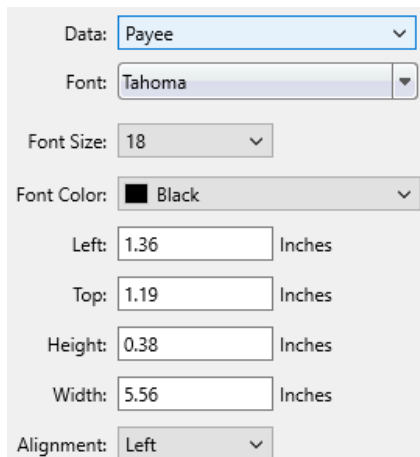 Data: Payee
Font: Tahoma
Font Size: 18
Font Color: Black
Left: 1.36 Inches
Top: 1.19 Inches
Height: 0.38 Inches
Width: 5.56 Inches
Alignment: Left